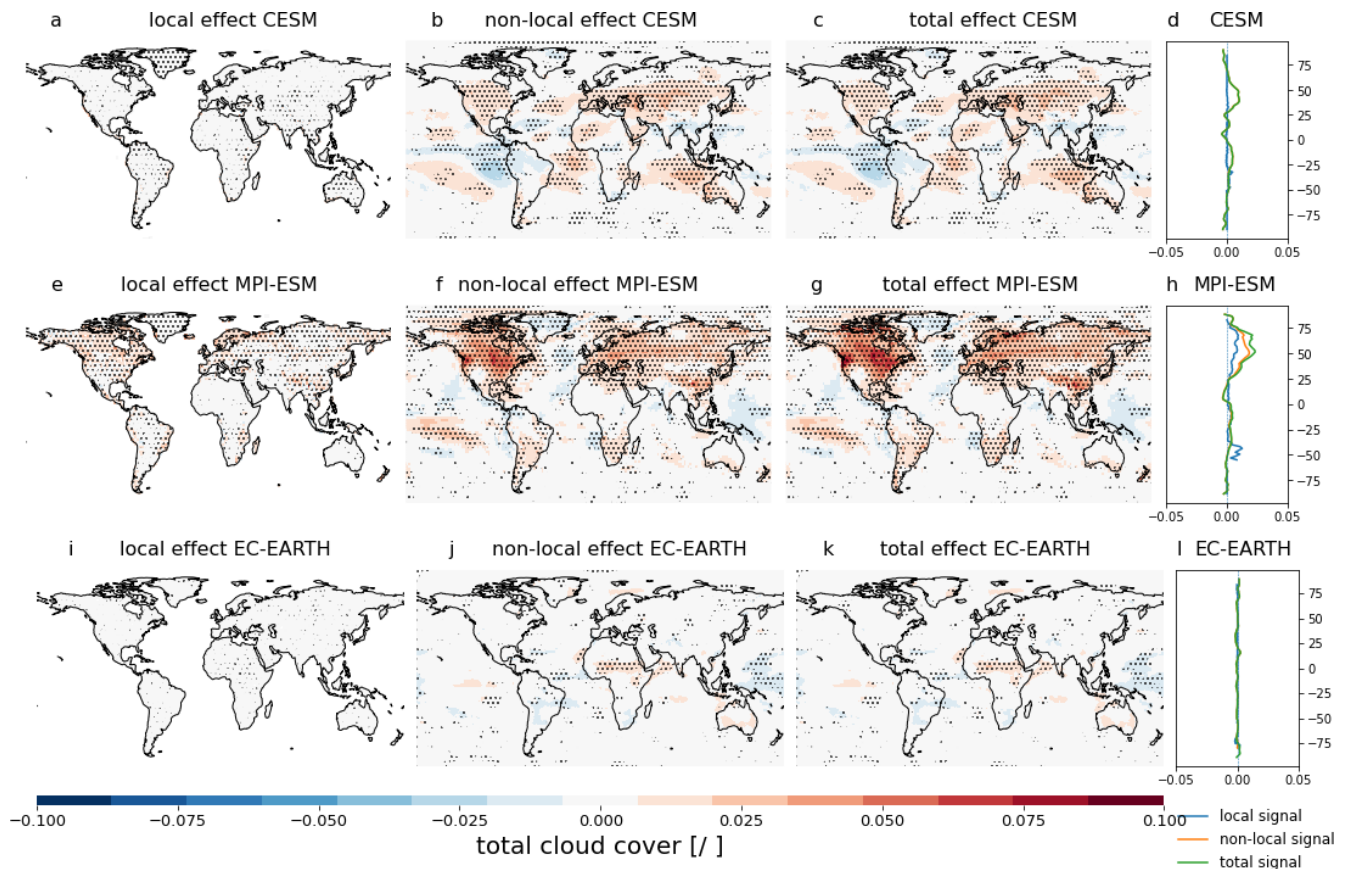 a local effect CESM b non-local effect CESM c total effect CESM d CESM
75
50
25
0
−25
−50
−75
−0.05 0.00 0.05
e local effect MPI-ESM f non-local effect MPI-ESM g total effect MPI-ESM h MPI-ESM
75
50
25
0
−25
−50
−75
−0.05 0.00 0.05
i local effect EC-EARTH j non-local effect EC-EARTH k total effect EC-EARTH l EC-EARTH
75
50
25
0
−25
−50
−75
−0.05 0.00 0.05
−0.100 −0.075 −0.050 −0.025 0.000 0.025 0.050 0.075 0.100
total cloud cover [/ ]
local signal
non-local signal
total signal